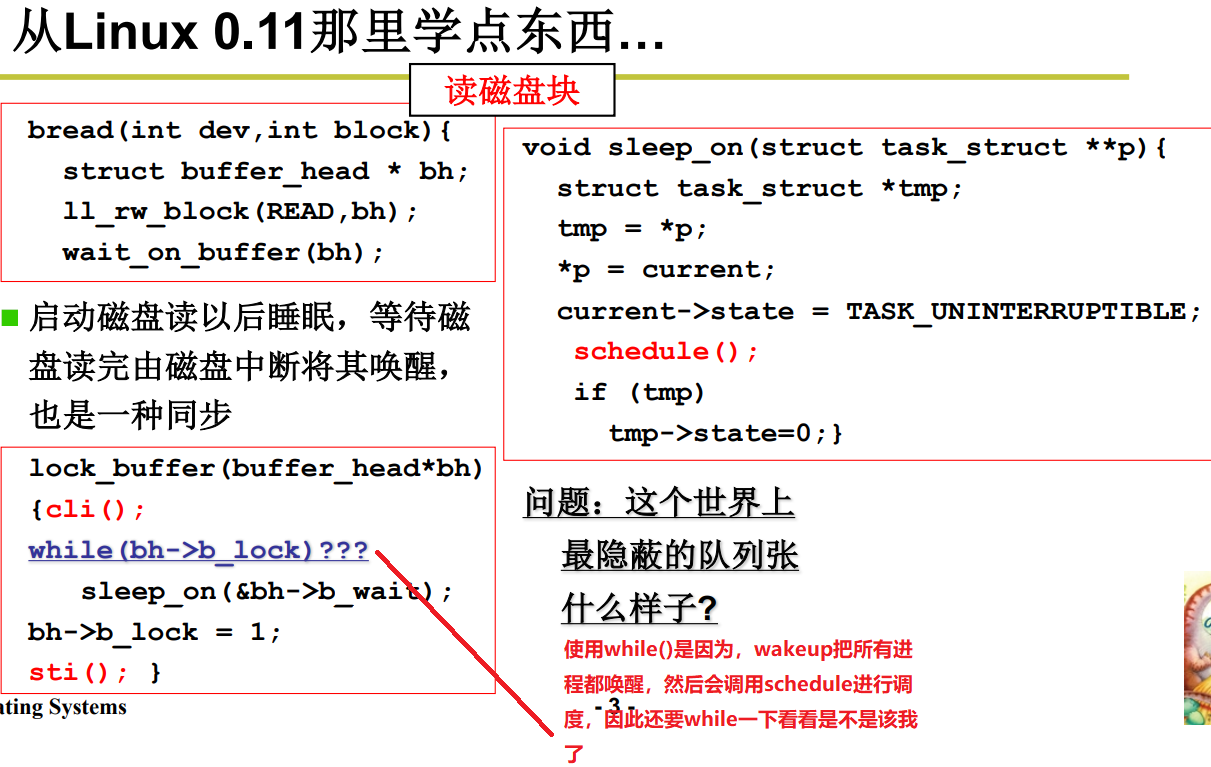 从Linux 0.11那里学点东西…
读磁盘块
bread(int dev,int block){
struct buffer_head * bh;
ll_rw_block(READ,bh);
wait_on_buffer(bh);
启动磁盘读以后睡眠，等待磁
盘读完由磁盘中断将其唤醒，
也是一种同步
lock_buffer(buffer_head*bh)
{cli();
while(bh->b_lock)???
sleep_on(&bh->b_wait);
bh->b_lock = 1;
sti(); }
void sleep_on(struct task_struct **p){
struct task_struct *tmp;
tmp = *p;
*p = current;
current->state = TASK_UNINTERRUPTIBLE;
schedule();
if (tmp)
tmp->state=0;}
问题：这个世界上
最隐蔽的队列张
什么样子?
使用while()是因为，wakeup把所有进
程都唤醒，然后会调用schedule进行调
度，因此还要while一下看看是不是该我
了
ating Systems
- 3 -